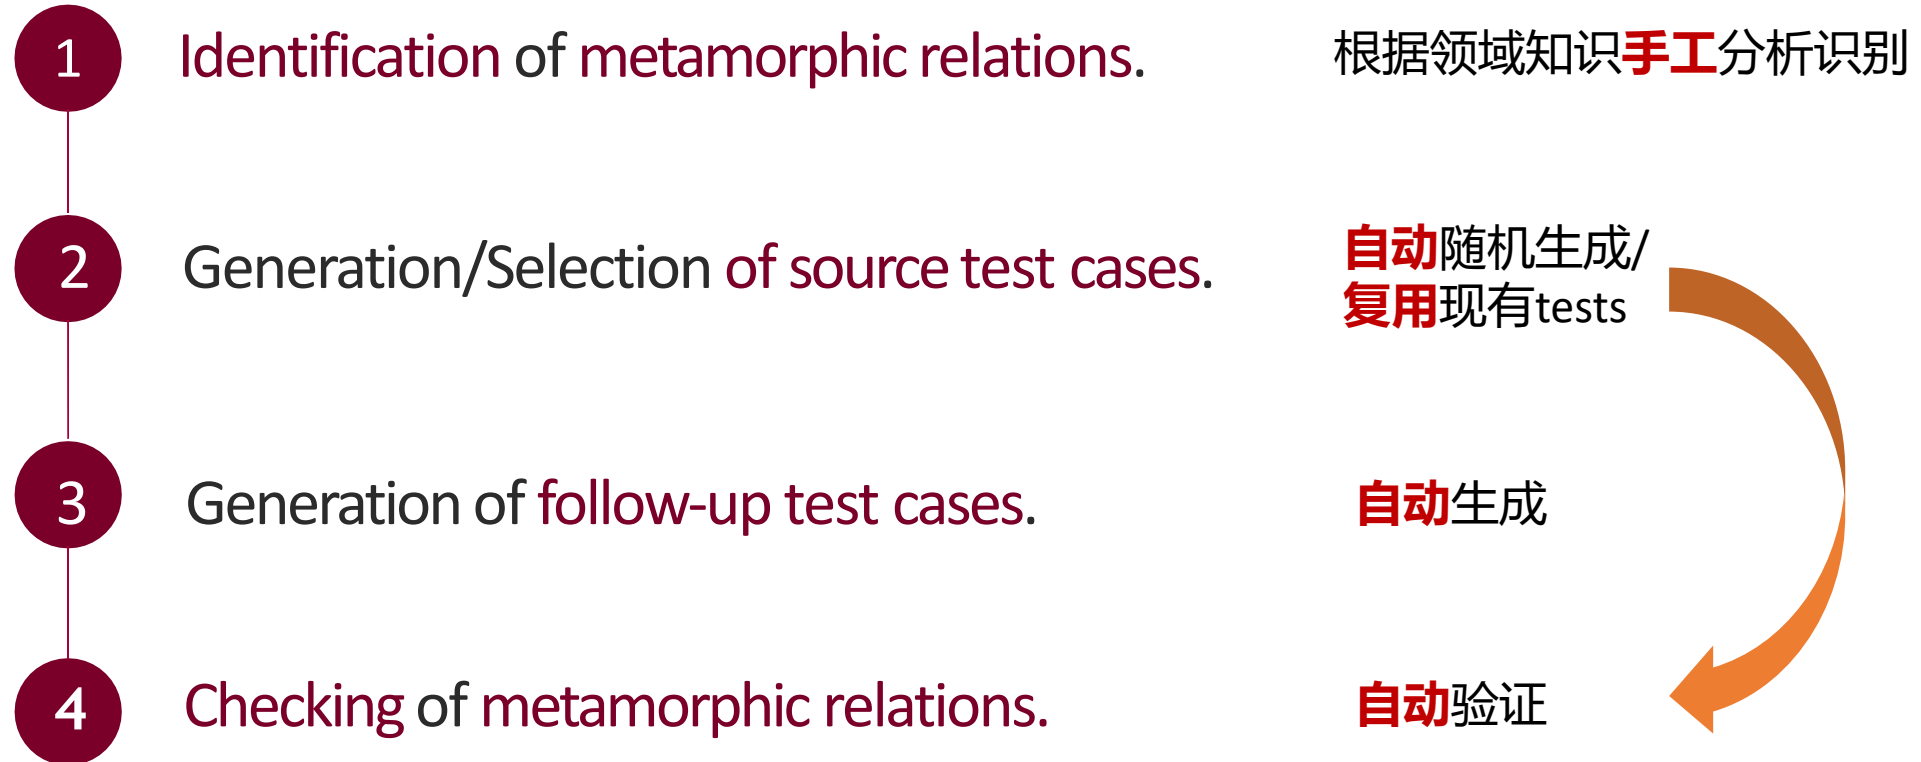 1 Identification of metamorphic relations. 根据领域知识手工分析识别
2 Generation/Selection of source test cases. 自动随机生成/
复用现有tests
3 Generation of follow-up test cases. 自动生成
4 Checking of metamorphic relations. 自动验证